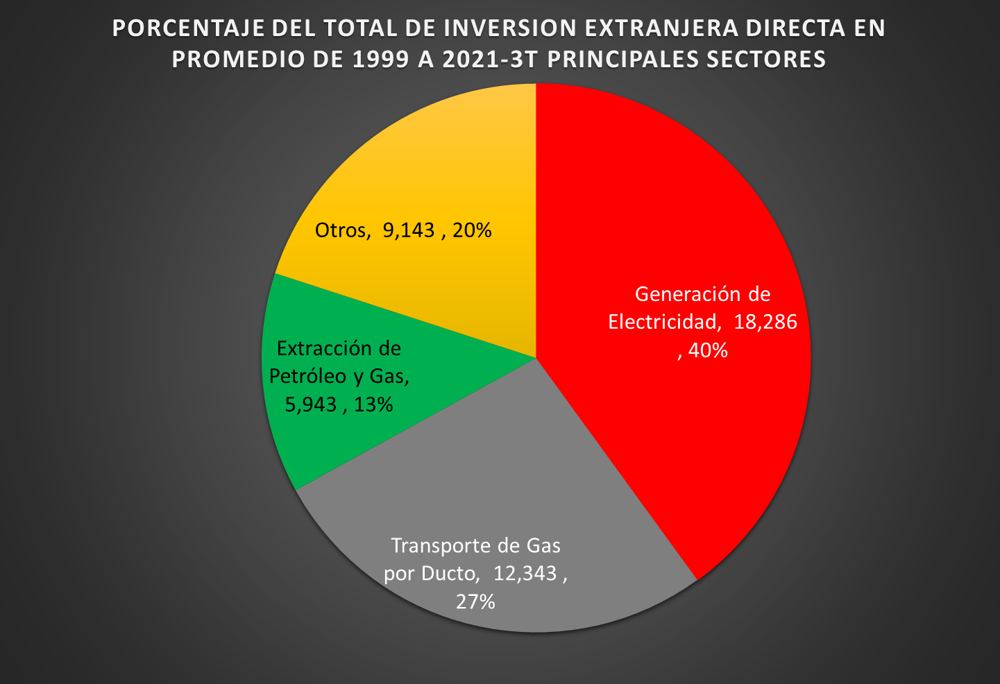 PORCENTAJE DEL TOTAL DE INVERSION EXTRANJERA DIRECTA EN
PROMEDIO DE 1999 A 2021-3T PRINCIPALES SECTORES
Otros, 9,143 , 20%
Generación de
Electricidad, 18,286
, 40%
Extracción de
Petróleo y Gas,
5,943 , 13%
Transporte de Gas
por Ducto, 12,343 ,
27%